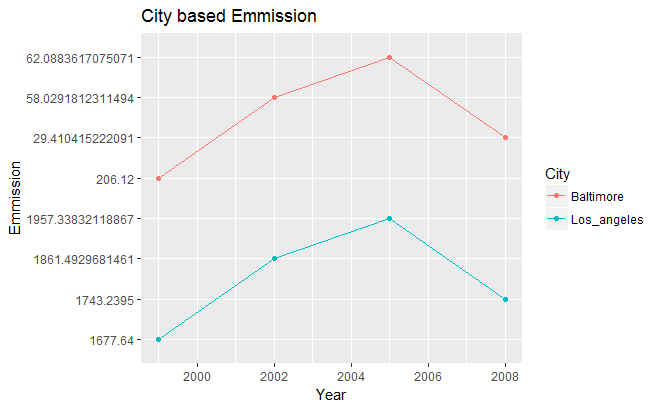 City based Emmission
Emmission
62.0883617075071
58.0291812311494
29.410415222091
206.12
1957.33832118867
1861.4929681461
1743.2395
1677.64
2000 2002 2004 2006 2008
Year
City
Baltimore
Los_angeles